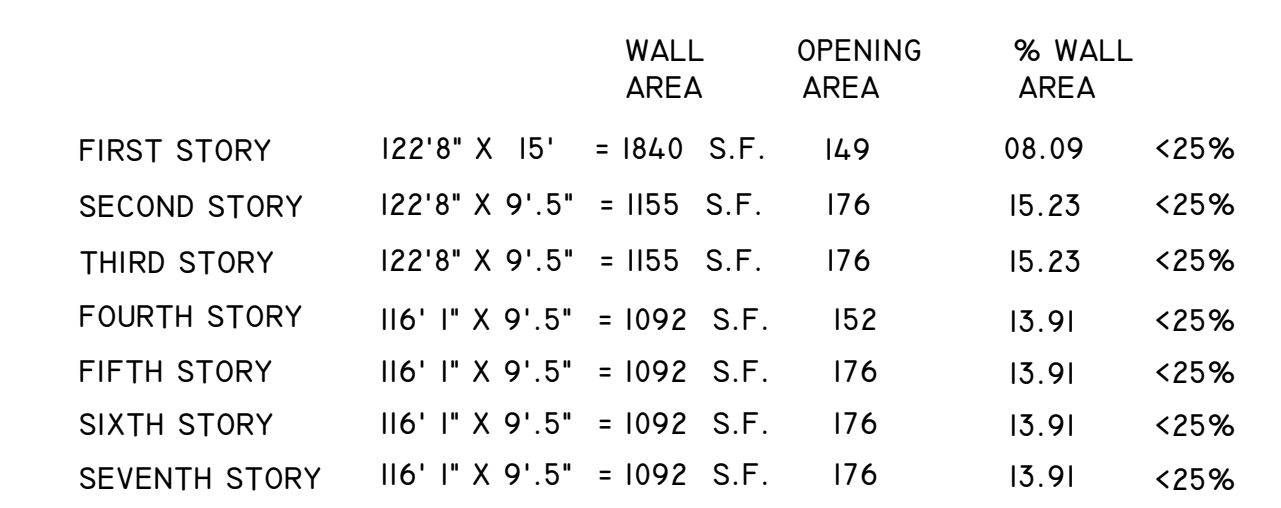 WALL OPENING % WALL
AREA AREA AREA
FIRST STORY 122'8" X 15' = 1840 S.F. 149 08.09 <25%
SECOND STORY 122'8" X 9'.5" = 1155 S.F. 176 15.23 <25%
THIRD STORY 122'8" X 9'.5" = 1155 S.F. 176 15.23 <25%
FOURTH STORY 116' 1" X 9'.5" = 1092 S.F. 152 13.91 <25%
FIFTH STORY 116' 1" X 9'.5" = 1092 S.F. 176 13.91 <25%
SIXTH STORY 116' 1" X 9'.5" = 1092 S.F. 176 13.91 <25%
SEVENTH STORY 116' 1" X 9'.5" = 1092 S.F. 176 13.91 <25%